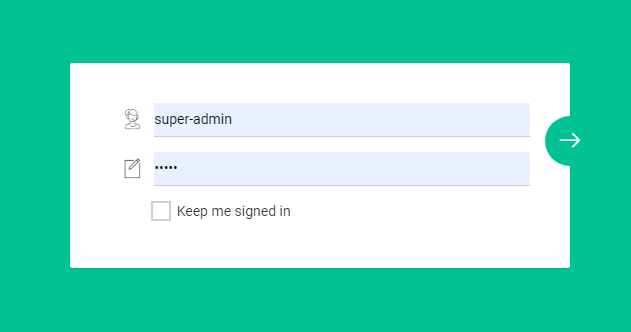 super-admin
•••••
Keep me signed in